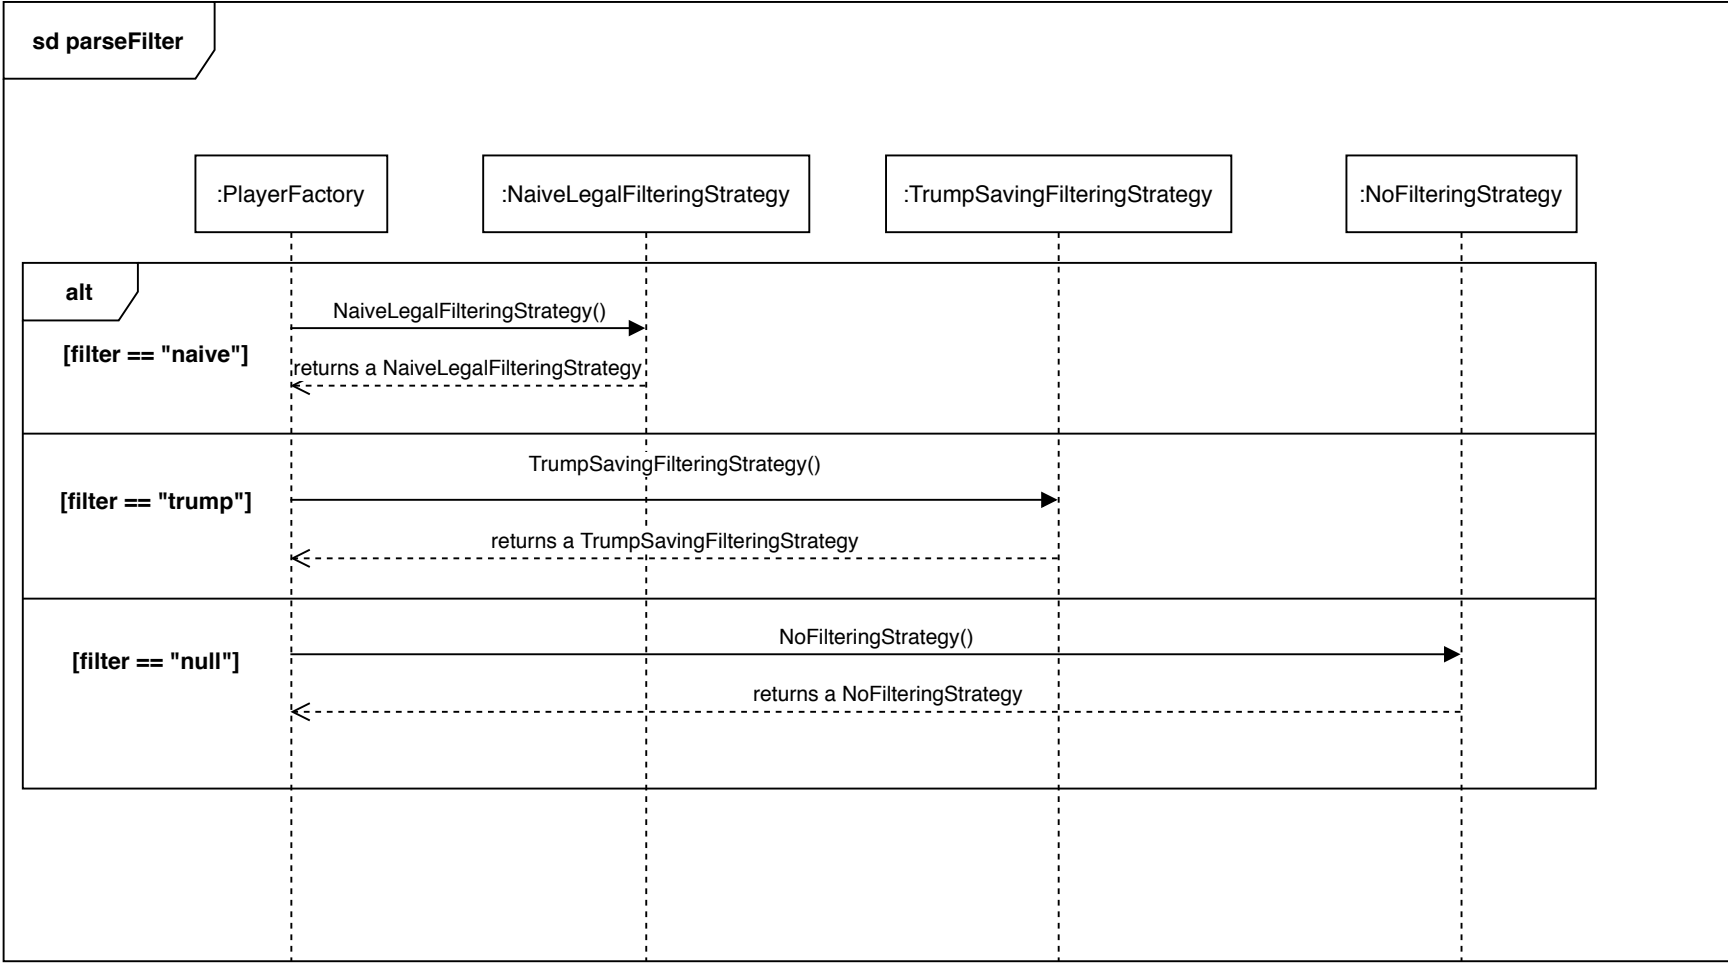 sd parseFilter
:PlayerFactory
:NaiveLegalFilteringStrategy
:TrumpSavingFilteringStrategy
:NoFilteringStrategy
alt
NaiveLegalFilteringStrategy()
[filter == "naive"]
returns a NaiveLegalFilteringStrategy
TrumpSavingFilteringStrategy()
[filter == "trump"]
returns a TrumpSavingFilteringStrategy
NoFilteringStrategy()
[filter == "null"]
returns a NoFilteringStrategy